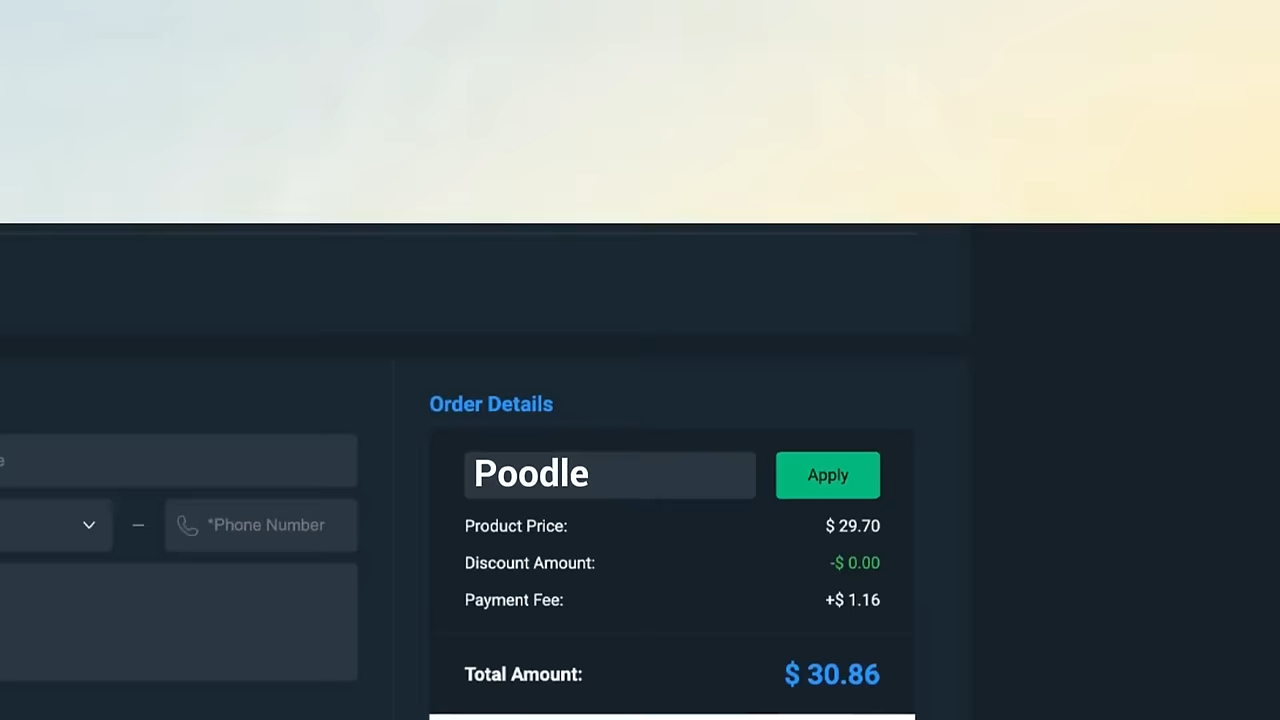 Order Details
Poodle
Apply
*Phone Number
Product Price:
$ 29.70
Discount Amount:
-$ 0.00
Payment Fee:
+$ 1.16
Total Amount:
$ 30.86